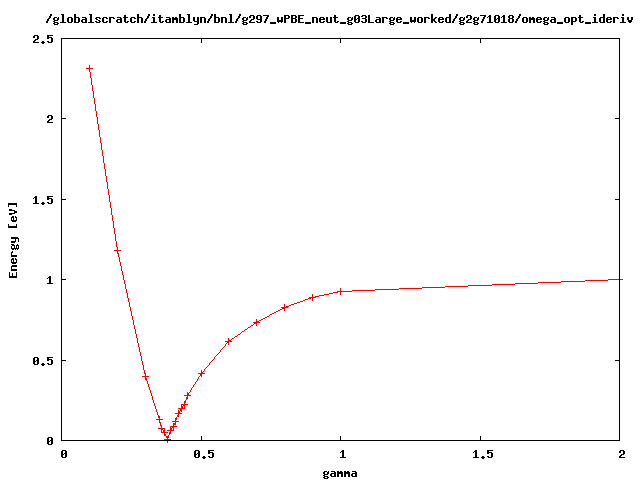 /globalscratch/itamblyn/bnl/g297_wPBE_neut_g03Large_worked/g2g71018/omega_opt_ideriv
2.5
2
1.5
1
0.5
0
Energy [eV]
0 0.5 1 1.5 2
gamma